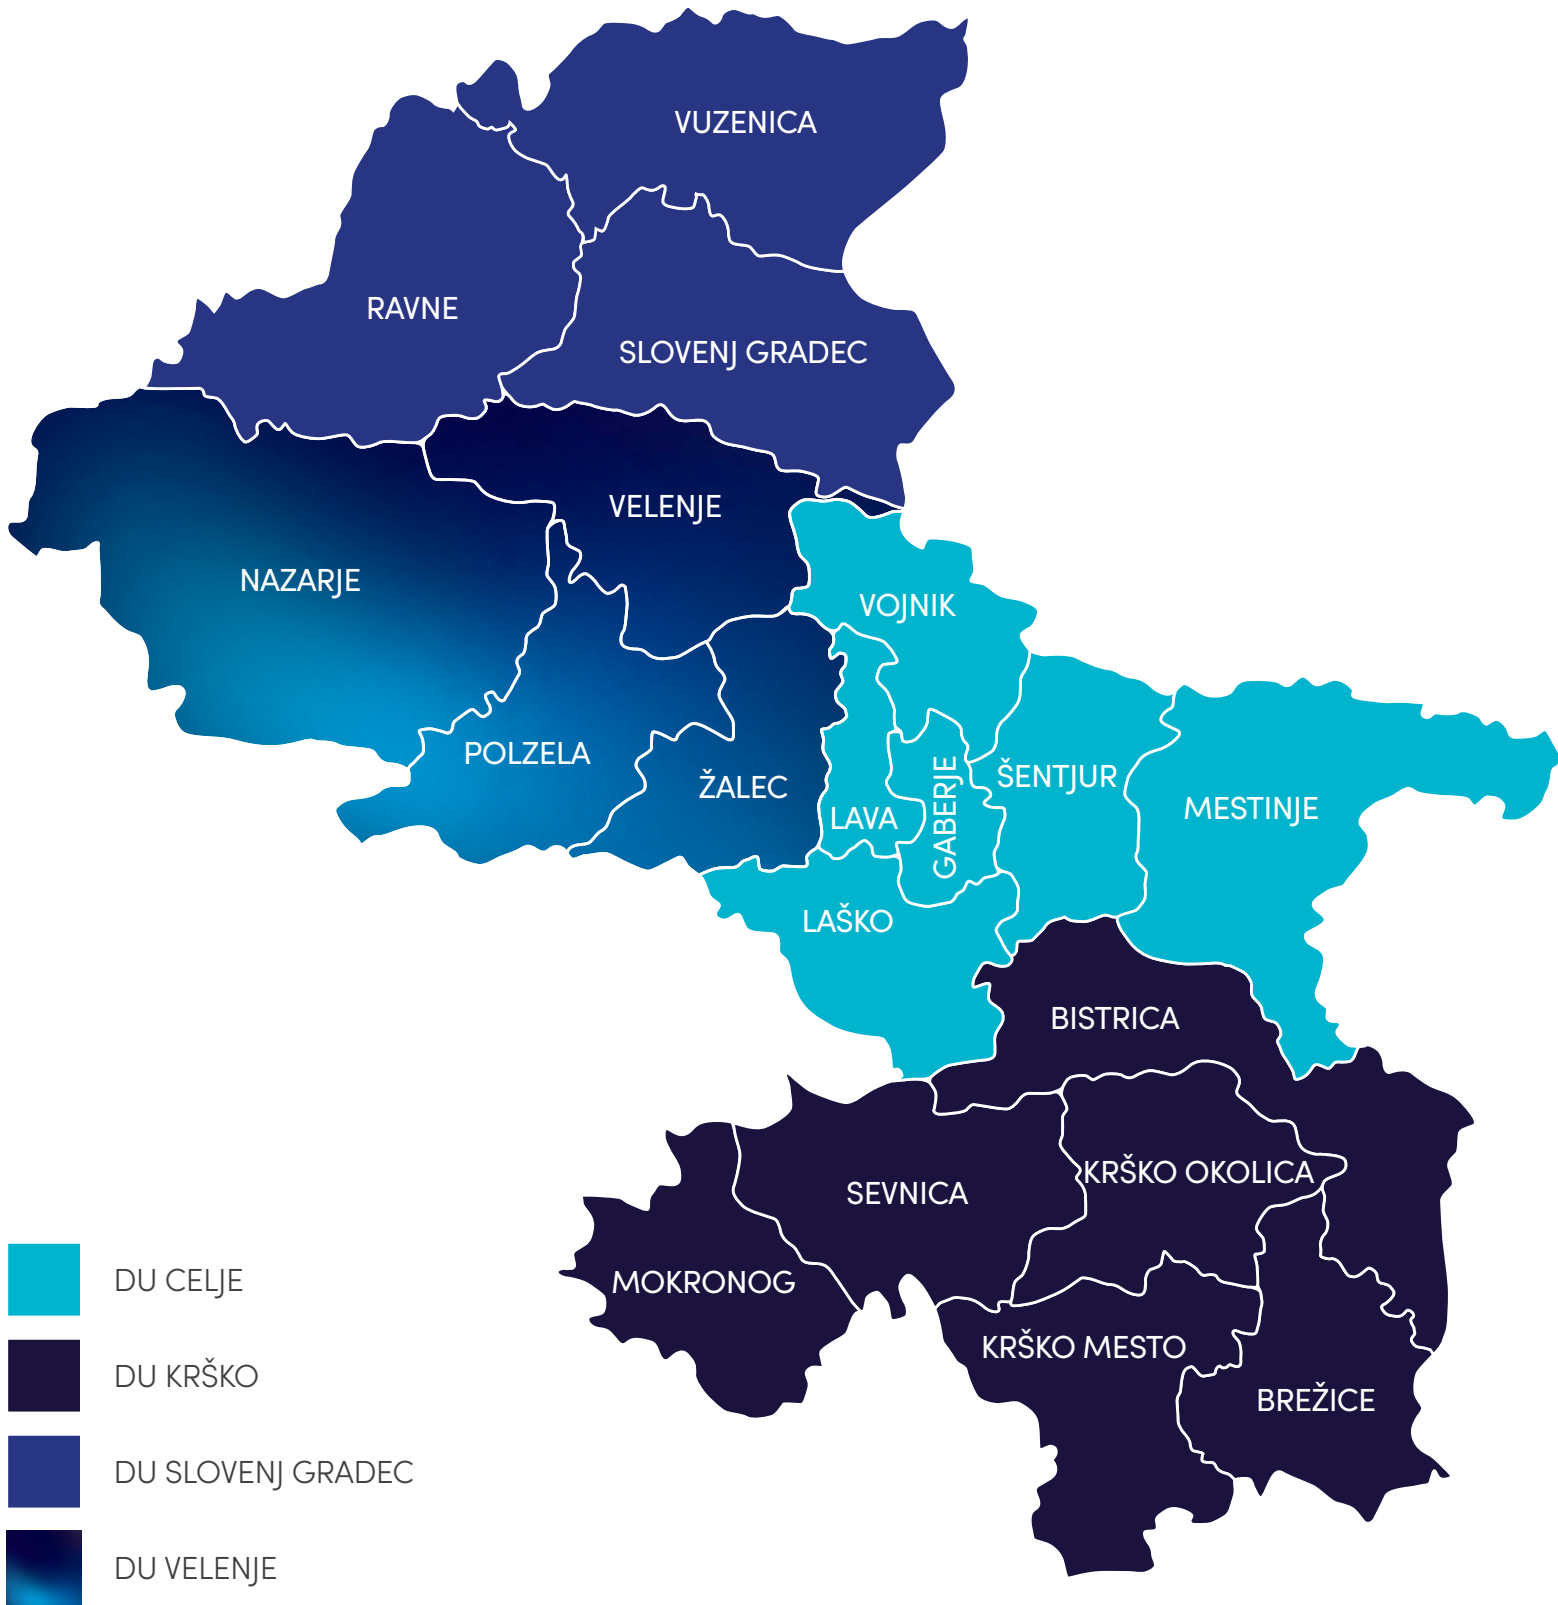 VUZENICA
RAVNE
SLOVENJ GRADEC
VELENJE
NAZARJE
VOJNIK
POLZELA
ŽALEC
LAVA
GABERJE
ŠENTJUR
MESTINJE
LAŠKO
BISTRICA
SEVNICA
KRŠKO OKOLICA
MOKRONOG
KRŠKO MESTO
BREŽICE
DU CELJE
DU KRŠKO
DU SLOVENJ GRADEC
DU VELENJE